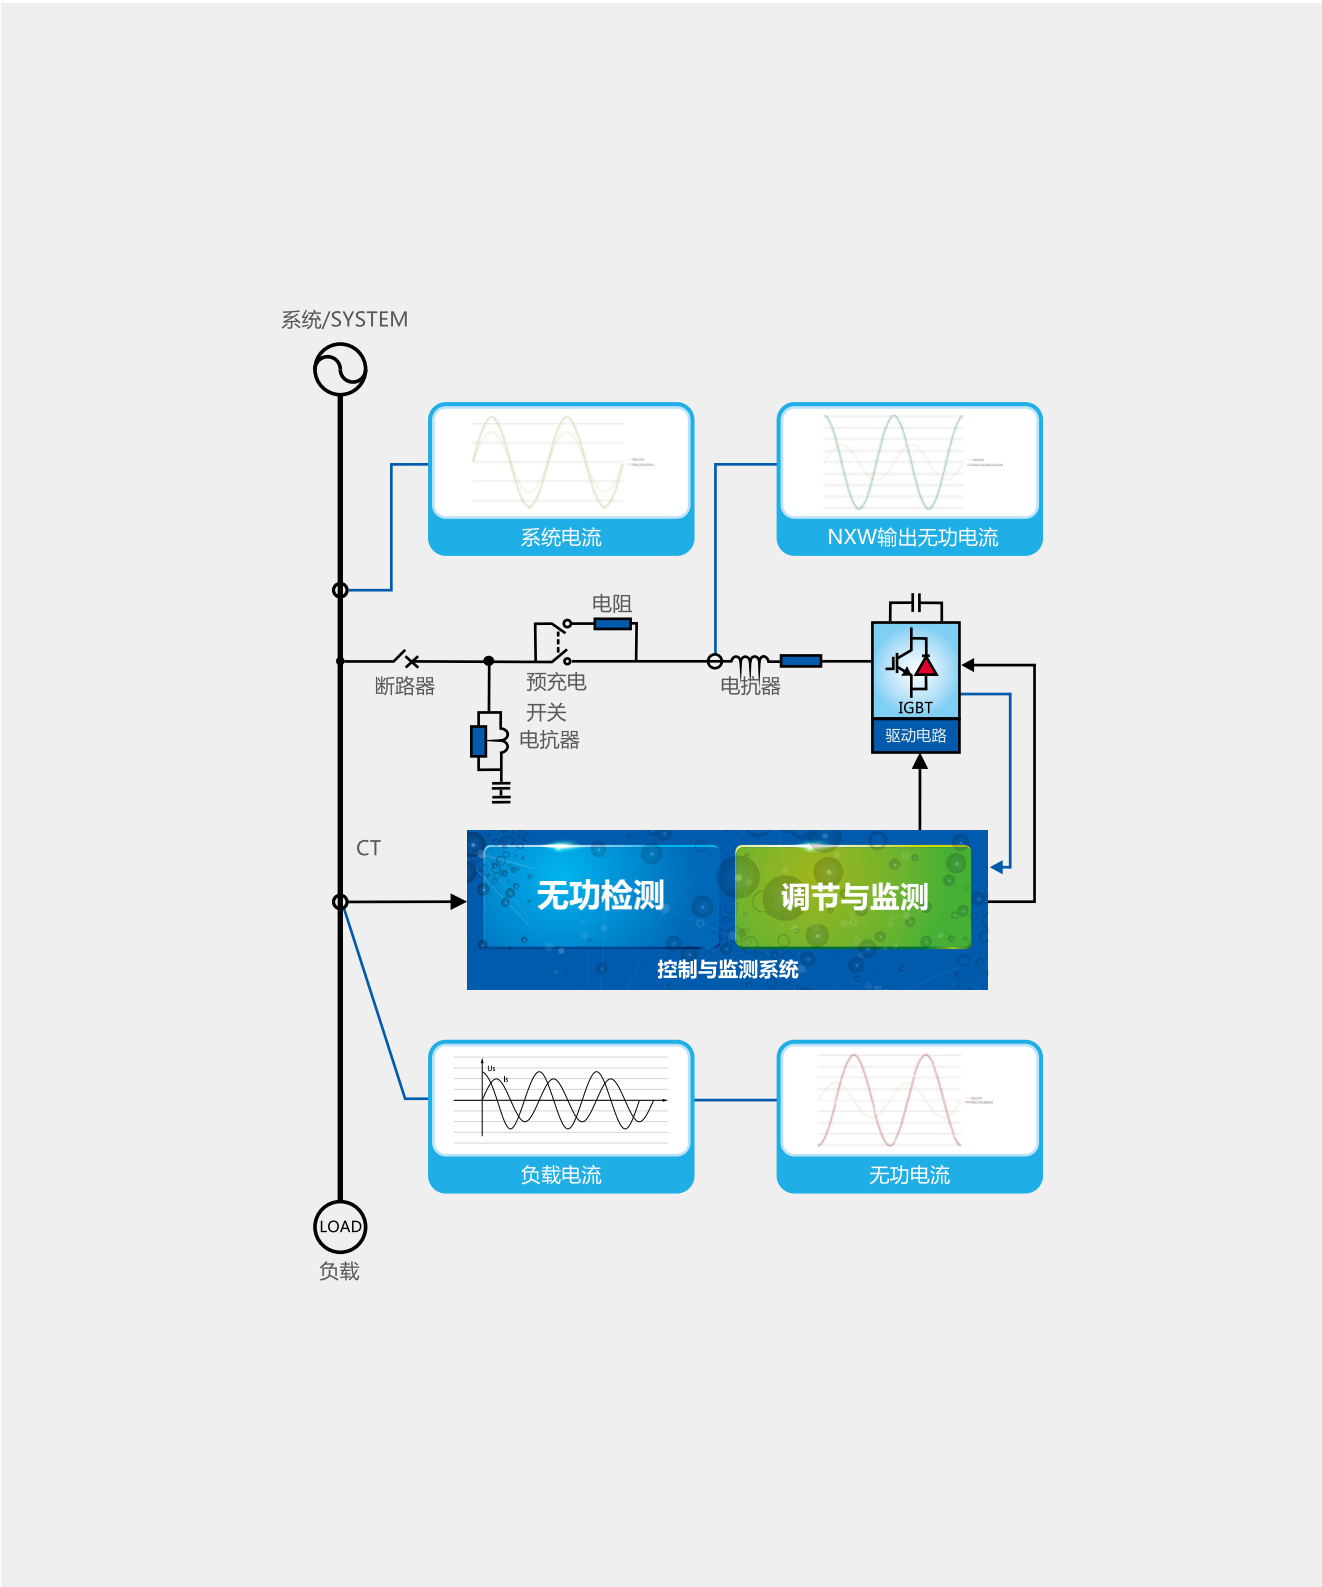 系统/SYSTEM
系统电流
NXW输出无功电流
电阻
断路器
预充电
开关
电抗器
电抗器
IGBT
驱动电路
CT
无功检测
调节与监测
控制与监测系统
Us
Is
负载电流
无功电流
LOAD
负载